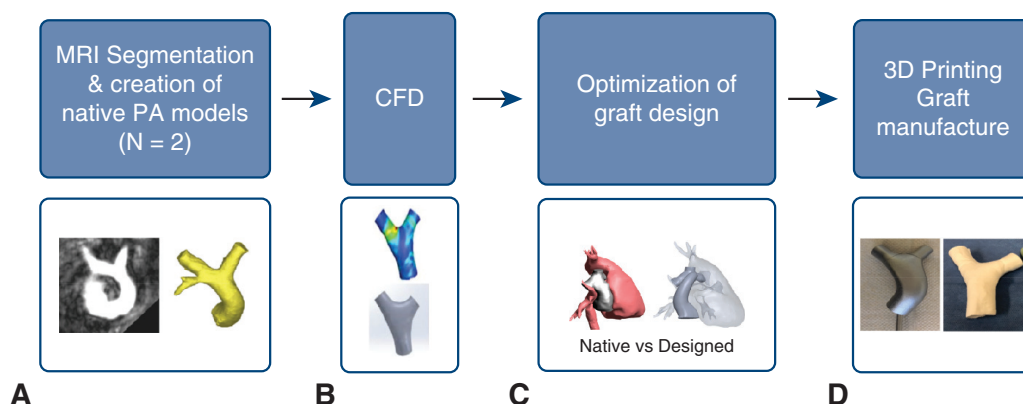 MRI Segmentation
& creation of
native PA models
(N = 2)
CFD
Optimization of
graft design
3D Printing
Graft
manufacture
Native vs Designed
A
B
C
D